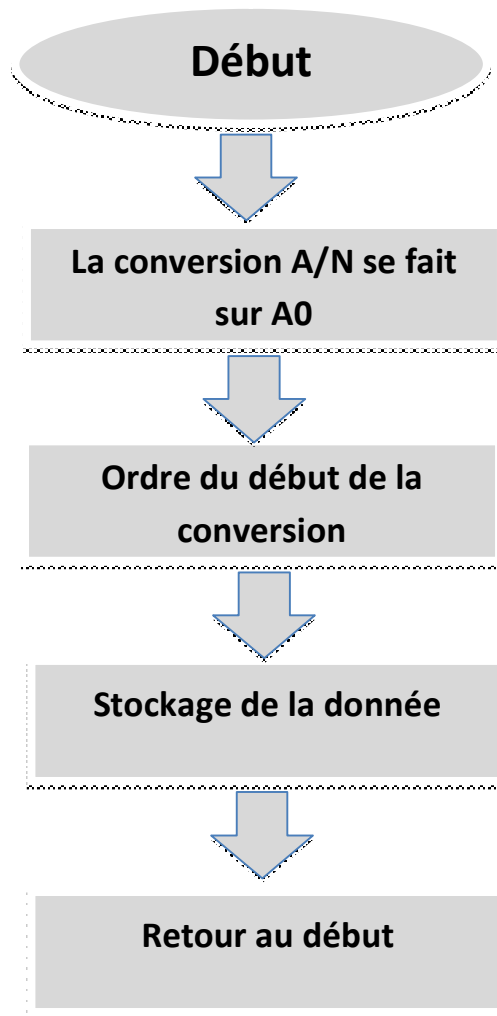 Début
La conversion A/N se fait
sur A0
Ordre du début de la
conversion
Stockage de la donnée
Retour au début